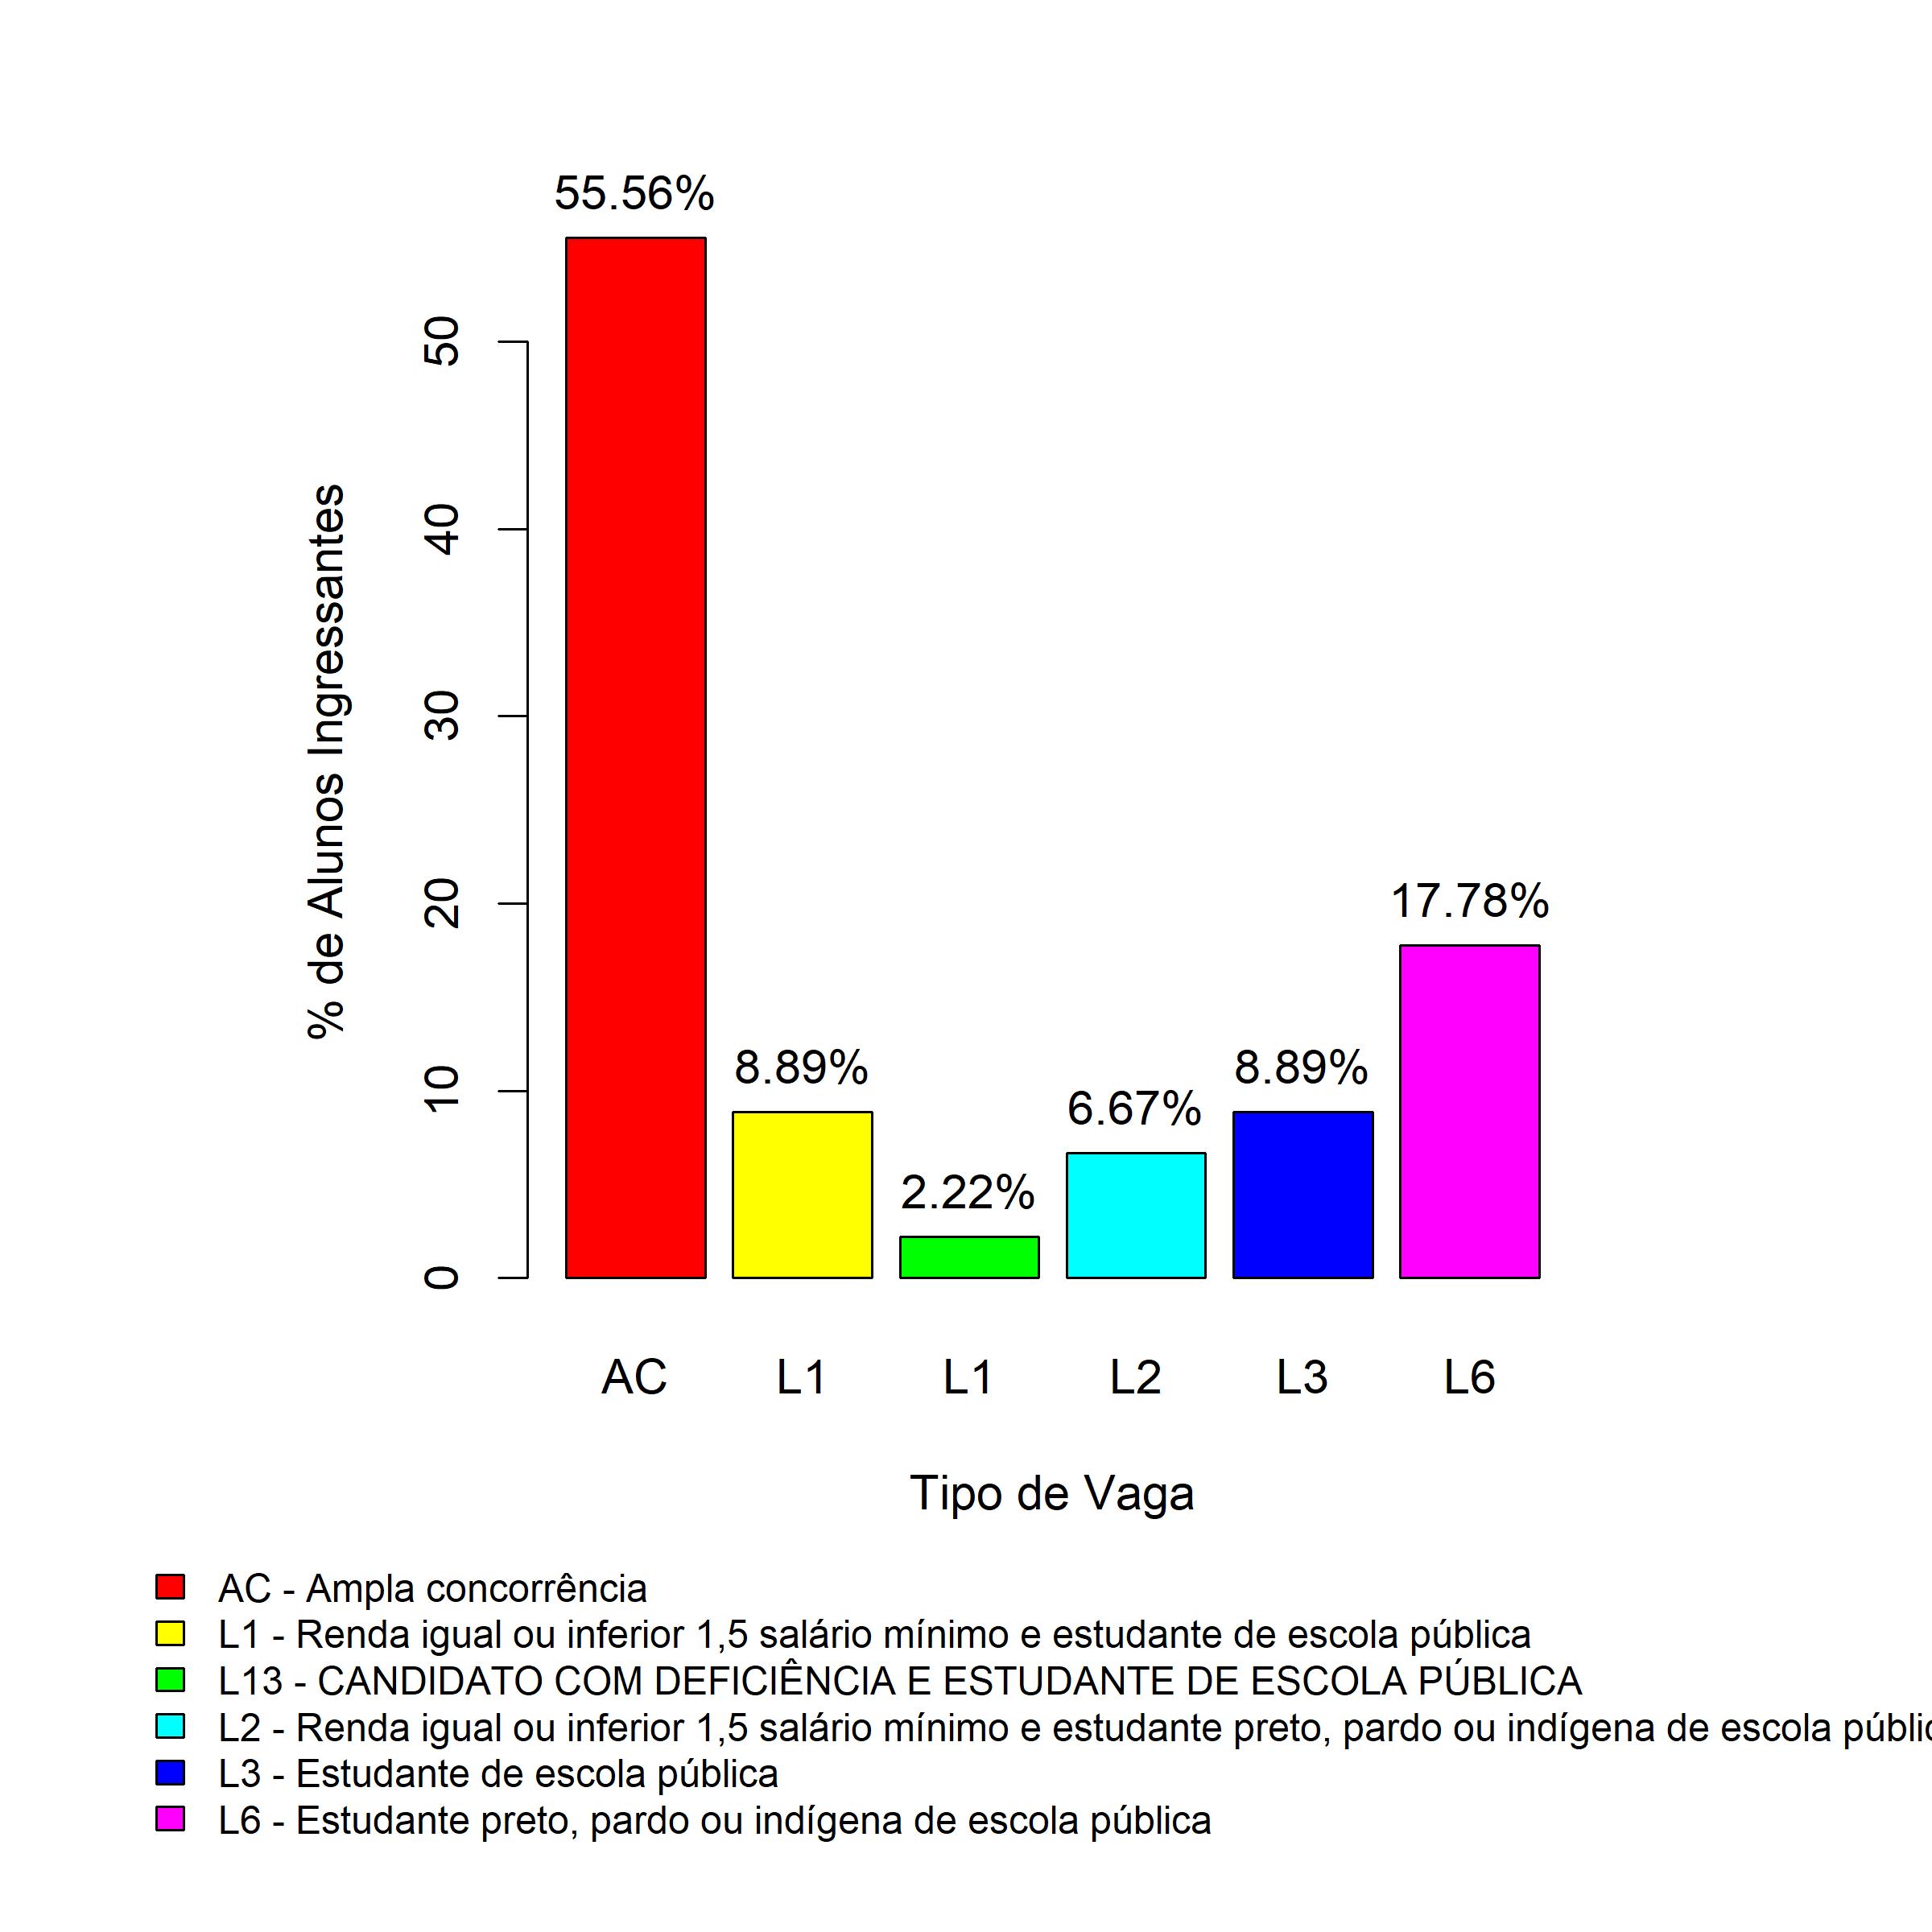 55.56%
50
40
30
20
10
0
% de Alunos Ingressantes
8.89%
2.22%
6.67%
8.89%
17.78%
AC L1 L1 L2 L3 L6
Tipo de Vaga
AC - Ampla concorrência
L1 - Renda igual ou inferior 1,5 salário mínimo e estudante de escola pública
L13 - CANDIDATO COM DEFICIÊNCIA E ESTUDANTE DE ESCOLA PÚBLICA
L2 - Renda igual ou inferior 1,5 salário mínimo e estudante preto, pardo ou indígena de escola
L3 - Estudante de escola pública
L6 - Estudante preto, pardo ou indígena de escola pública